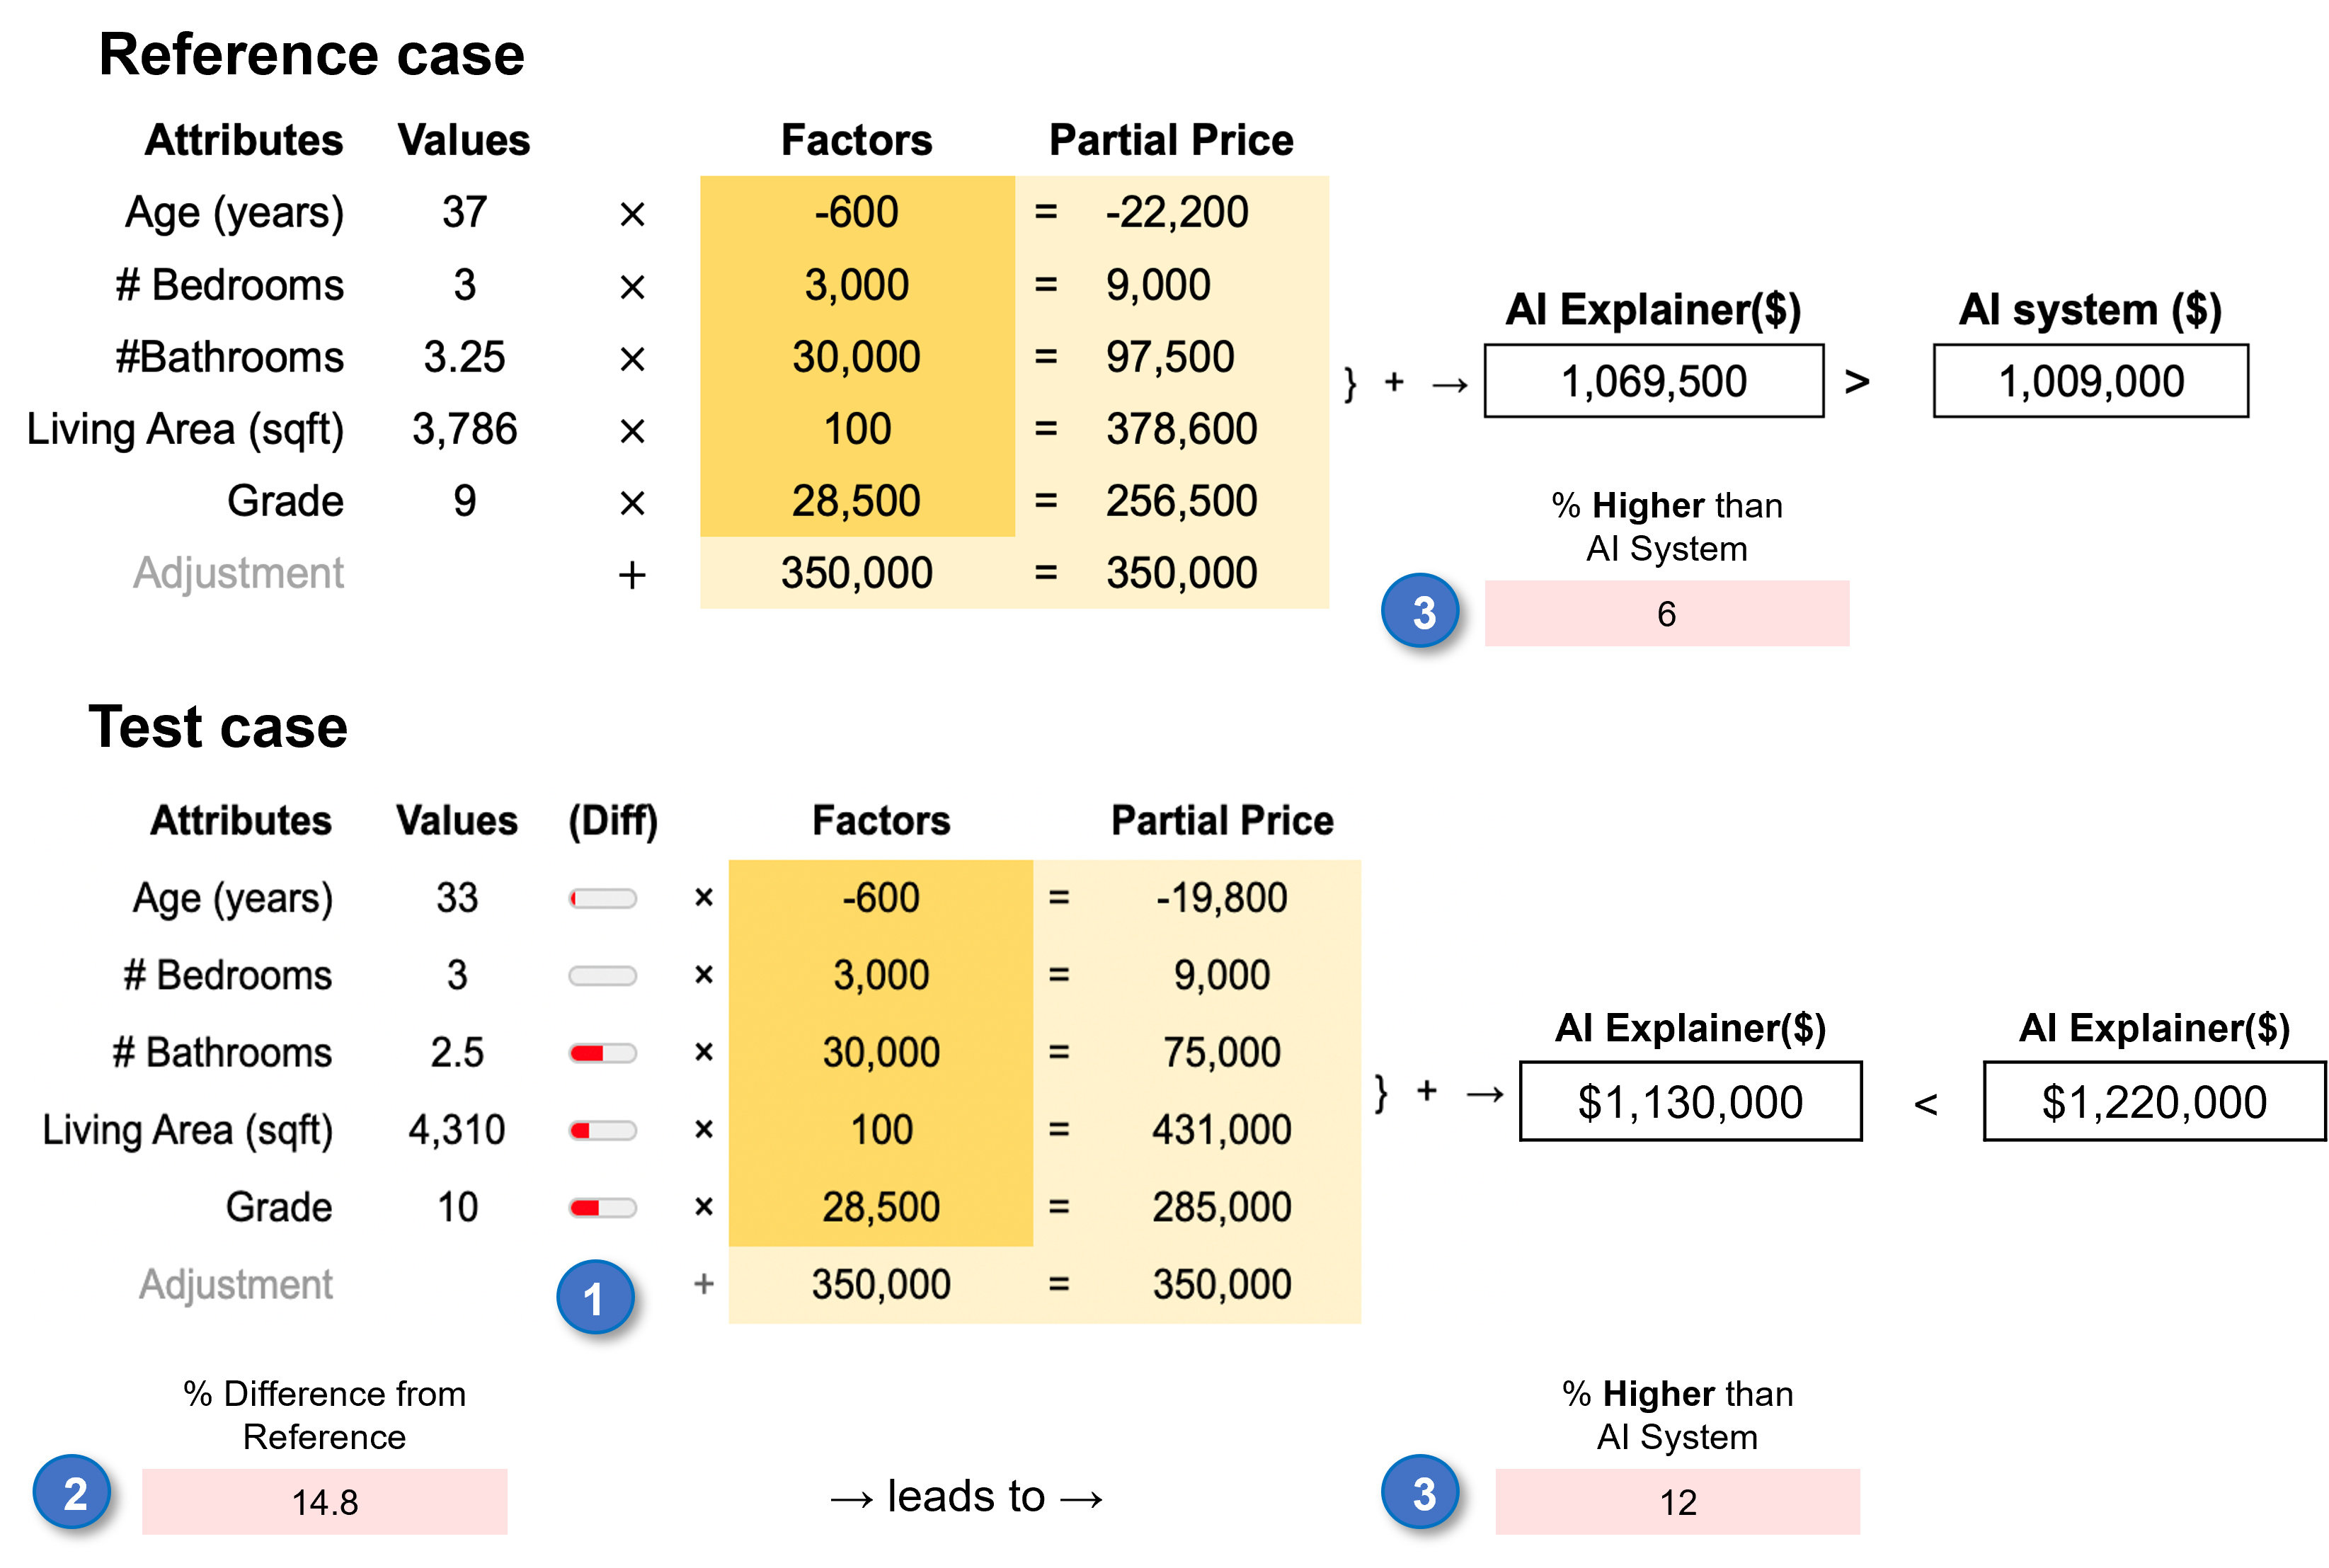 Reference case
Attributes Values Factors Partial Price
Age (years) 37 × -600 = -22,200
# Bedrooms 3 × 3,000 = 9,000
#Bathrooms 3.25 × 30,000 = 97,500
Living Area (sqft) 3,786 × 100 = 378,600
Grade 9 × 28,500 = 256,500
Adjustment + 350,000 = 350,000
AI Explainer($) AI system ($)
} + → 1,069,500 > 1,009,000
% Higher than
AI System
3 6
Test case
Attributes Values (Diff) Factors Partial Price
Age (years) 33 × -600 = -19,800
# Bedrooms 3 × 3,000 = 9,000
# Bathrooms 2.5 × 30,000 = 75,000
Living Area (sqft) 4,310 × 100 = 431,000
Grade 10 × 28,500 = 285,000
Adjustment 1 + 350,000 = 350,000
AI Explainer($) AI Explainer($)
} + → $1,130,000 < $1,220,000
% Difference from
Reference
2 14.8
→ leads to →
% Higher than
AI System
3 12